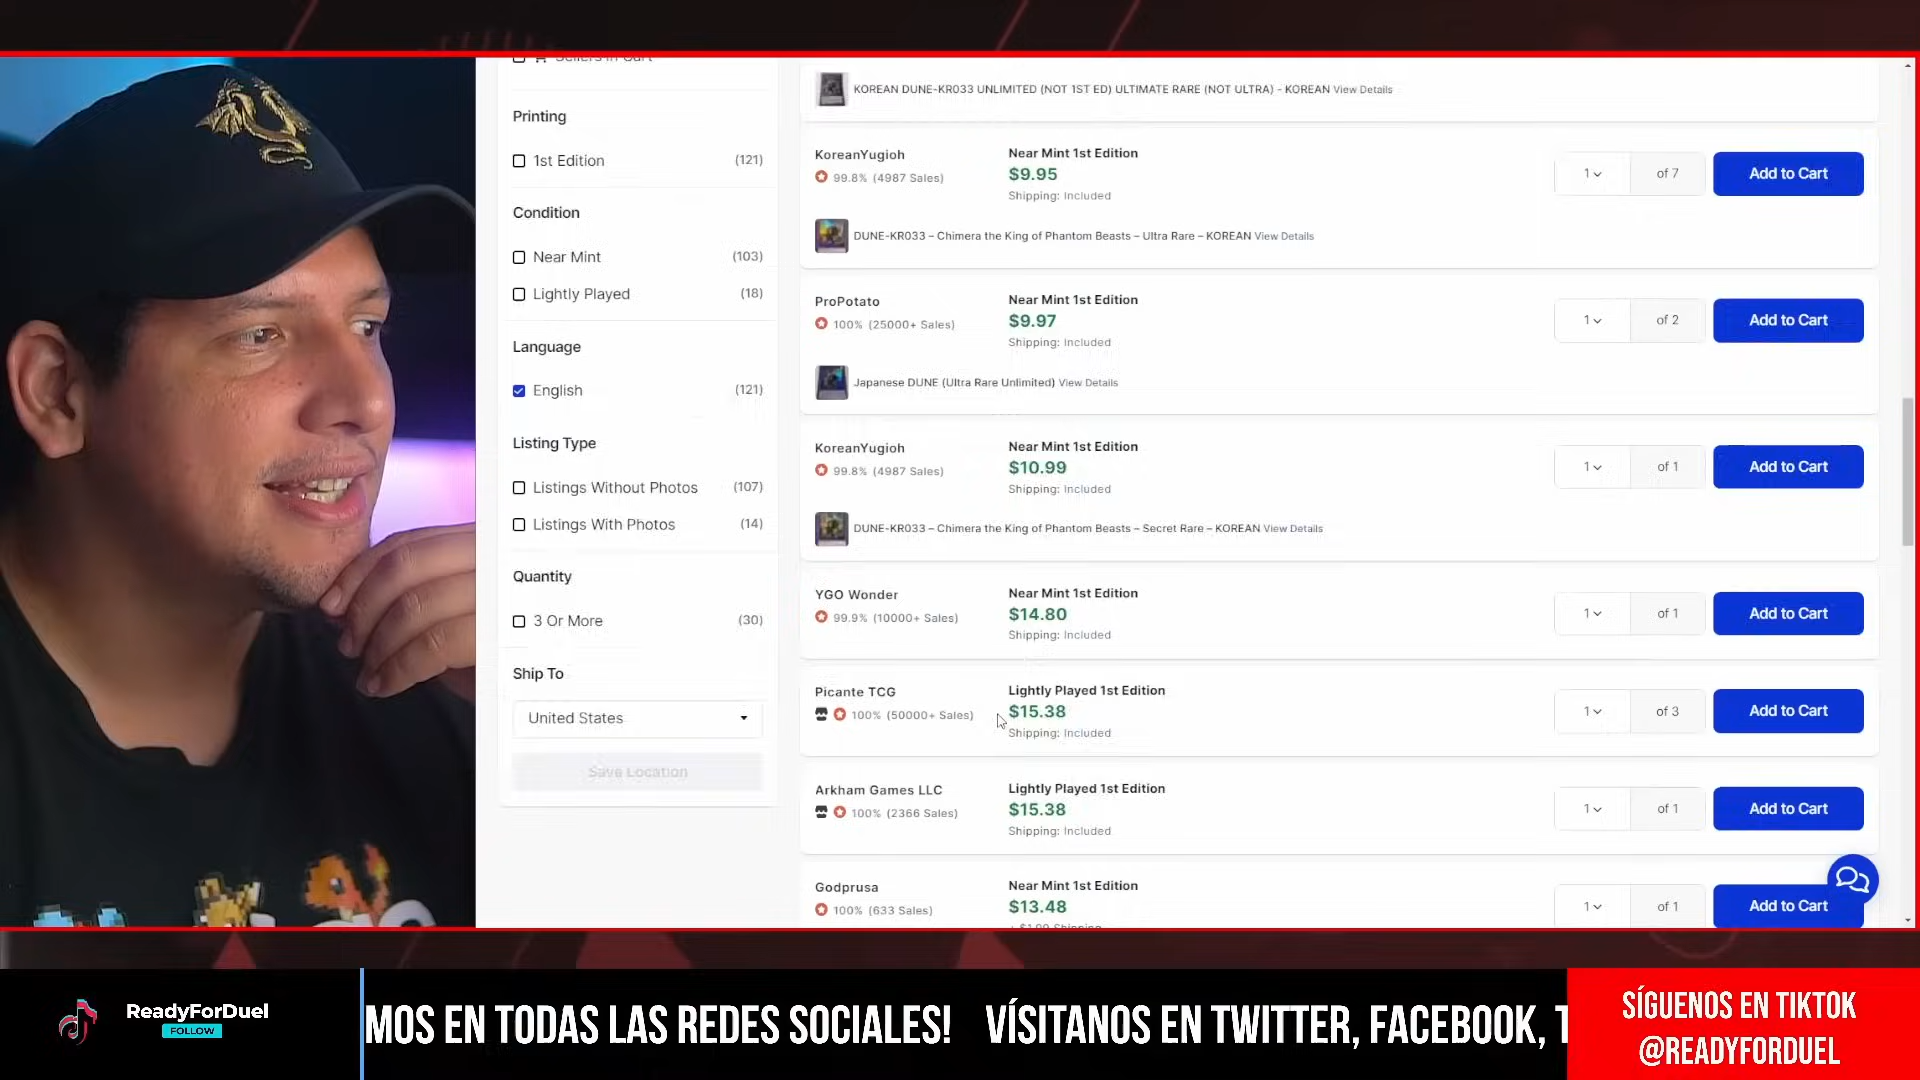 Sellers in Cart
Printing
1st Edition (121)
Condition
Near Mint (103)
Lightly Played (18)
Language
English (121)
Listing Type
Listings Without Photos (107)
Listings With Photos (14)
Quantity
3 Or More (30)
Ship To
United States
Save Location
KOREAN DUNE-KR033 UNLIMITED (NOT 1ST ED) ULTIMATE RARE (NOT ULTRA) - KOREAN View Details
KoreanYugioh
99.8% (4987 Sales)
Near Mint 1st Edition
$9.95
Shipping: Included
1 of 7 Add to Cart
DUNE-KR033 – Chimera the King of Phantom Beasts – Ultra Rare – KOREAN View Details
ProPotato
100% (25000+ Sales)
Near Mint 1st Edition
$9.97
Shipping: Included
1 of 2 Add to Cart
Japanese DUNE (Ultra Rare Unlimited) View Details
KoreanYugioh
99.8% (4987 Sales)
Near Mint 1st Edition
$10.99
Shipping: Included
1 of 1 Add to Cart
DUNE-KR033 – Chimera the King of Phantom Beasts – Secret Rare – KOREAN View Details
YGO Wonder
99.9% (10000+ Sales)
Near Mint 1st Edition
$14.80
Shipping: Included
1 of 1 Add to Cart
Picante TCG
100% (50000+ Sales)
Lightly Played 1st Edition
$15.38
Shipping: Included
1 of 3 Add to Cart
Arkham Games LLC
100% (2366 Sales)
Lightly Played 1st Edition
$15.38
Shipping: Included
1 of 1 Add to Cart
Godprusa
100% (633 Sales)
Near Mint 1st Edition
$13.48
+ $1.99 Shipping
1 of 1 Add to Cart
ReadyForDuel
FOLLOW
MOS EN TODAS LAS REDES SOCIALES! VÍSITANOS EN TWITTER, FACEBOOK, T
SÍGUENOS EN TIKTOK
@READYFORDUEL